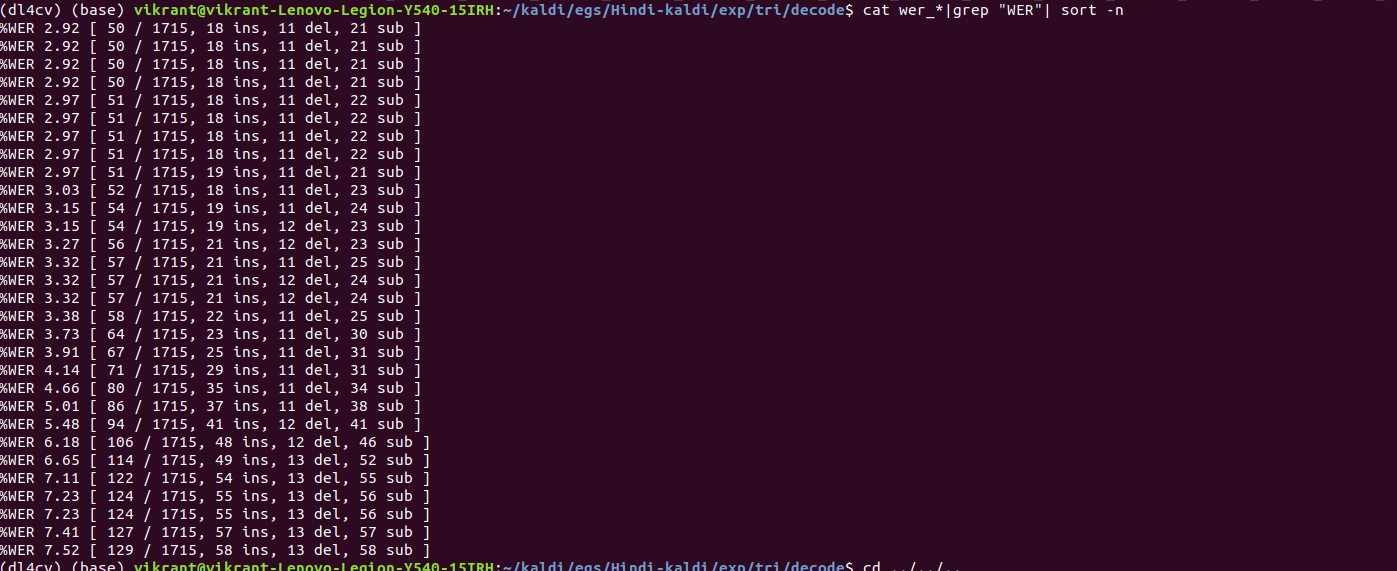 (dl4cv) (base) vikrant@vikrant-Lenovo-Legion-Y540-15IRH:~/kaldi/egs/Hindi-kaldi/exp/tri/decode$ cat wer_*|grep "WER"| sort -n
%WER 2.92 [ 50 / 1715, 18 ins, 11 del, 21 sub ]
%WER 2.92 [ 50 / 1715, 18 ins, 11 del, 21 sub ]
%WER 2.92 [ 50 / 1715, 18 ins, 11 del, 21 sub ]
%WER 2.92 [ 50 / 1715, 18 ins, 11 del, 21 sub ]
%WER 2.97 [ 51 / 1715, 18 ins, 11 del, 22 sub ]
%WER 2.97 [ 51 / 1715, 18 ins, 11 del, 22 sub ]
%WER 2.97 [ 51 / 1715, 18 ins, 11 del, 22 sub ]
%WER 2.97 [ 51 / 1715, 18 ins, 11 del, 22 sub ]
%WER 2.97 [ 51 / 1715, 19 ins, 11 del, 21 sub ]
%WER 3.03 [ 52 / 1715, 18 ins, 11 del, 23 sub ]
%WER 3.15 [ 54 / 1715, 19 ins, 11 del, 24 sub ]
%WER 3.15 [ 54 / 1715, 19 ins, 12 del, 23 sub ]
%WER 3.27 [ 56 / 1715, 21 ins, 12 del, 23 sub ]
%WER 3.32 [ 57 / 1715, 21 ins, 11 del, 25 sub ]
%WER 3.32 [ 57 / 1715, 21 ins, 12 del, 24 sub ]
%WER 3.32 [ 57 / 1715, 21 ins, 12 del, 24 sub ]
%WER 3.38 [ 58 / 1715, 22 ins, 11 del, 25 sub ]
%WER 3.73 [ 64 / 1715, 23 ins, 11 del, 30 sub ]
%WER 3.91 [ 67 / 1715, 25 ins, 11 del, 31 sub ]
%WER 4.14 [ 71 / 1715, 29 ins, 11 del, 31 sub ]
%WER 4.66 [ 80 / 1715, 35 ins, 11 del, 34 sub ]
%WER 5.01 [ 86 / 1715, 37 ins, 11 del, 38 sub ]
%WER 5.48 [ 94 / 1715, 41 ins, 12 del, 41 sub ]
%WER 6.18 [ 106 / 1715, 48 ins, 12 del, 46 sub ]
%WER 6.65 [ 114 / 1715, 49 ins, 13 del, 52 sub ]
%WER 7.11 [ 122 / 1715, 54 ins, 13 del, 55 sub ]
%WER 7.23 [ 124 / 1715, 55 ins, 13 del, 56 sub ]
%WER 7.23 [ 124 / 1715, 55 ins, 13 del, 56 sub ]
%WER 7.41 [ 127 / 1715, 57 ins, 13 del, 57 sub ]
%WER 7.52 [ 129 / 1715, 58 ins, 13 del, 58 sub ]
(dl4cv) (base) vikrant@vikrant-Lenovo-Legion-Y540-15IRH:~/kaldi/egs/Hindi-kaldi/exp/tri/decode$ cd ../../..